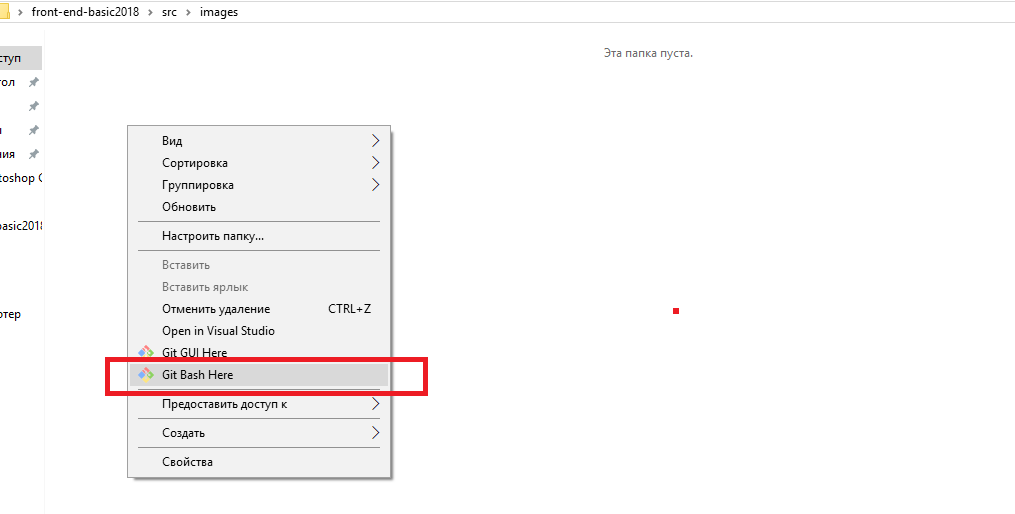 front-end-basic2018 > src > images
Эта папка пуста.
ступ
гол
ния
toshop
basic2018
ютер
Вид
Сортировка
Группировка
Обновить
Настроить папку...
Вставить
Вставить ярлык
Отменить удаление CTRL+Z
Open in Visual Studio
Git GUI Here
Git Bash Here
Предоставить доступ к
Создать
Свойства